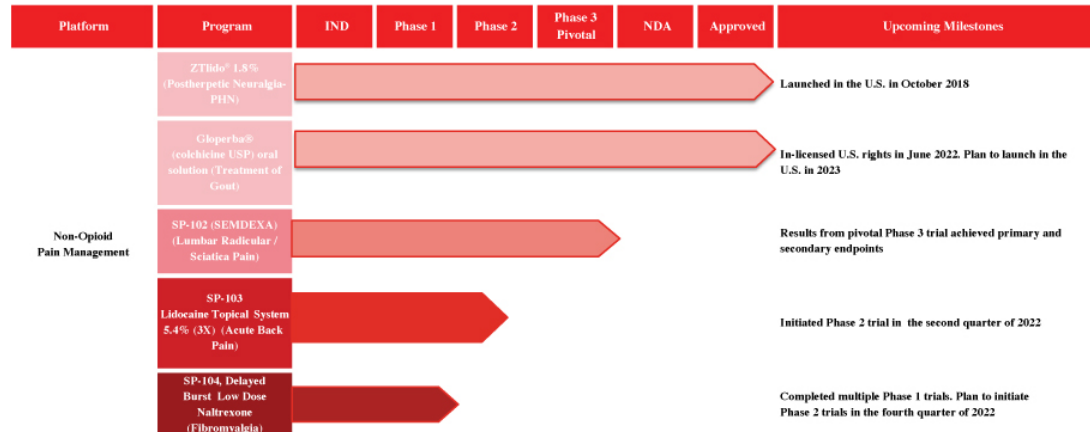 Platform
Program
IND
Phase 1
Phase 2
Phase 3
Pivotal
NDA
Approved
Upcoming Milestones
Non-Opioid
Pain Management
ZTlido® 1.8%
(Postherpetic Neuralgia-
PHN)
Launched in the U.S. in October 2018
Gloperba®
(colchicine USP) oral
solution (Treatment of
Gout)
In-licensed U.S. rights in June 2022. Plan to launch in the
U.S. in 2023
SP-102 (SEMDEXA)
(Lumbar Radicular /
Sciatica Pain)
Results from pivotal Phase 3 trial achieved primary and
secondary endpoints
SP-103
Lidocaine Topical System
5.4% (3X) (Acute Back
Pain)
Initiated Phase 2 trial in the second quarter of 2022
SP-104, Delayed
Burst Low Dose
Naltrexone
(Fibromyalgia)
Completed multiple Phase 1 trials. Plan to initiate
Phase 2 trials in the fourth quarter of 2022